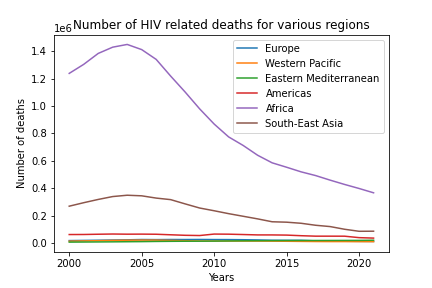 Number of HIV related deaths for various regions
1e6
Europe
Western Pacific
Eastern Mediterranean
Americas
Africa
South-East Asia
Number of deaths
1.4
1.2
1.0
0.8
0.6
0.4
0.2
0.0
2000 2005 2010 2015 2020
Years